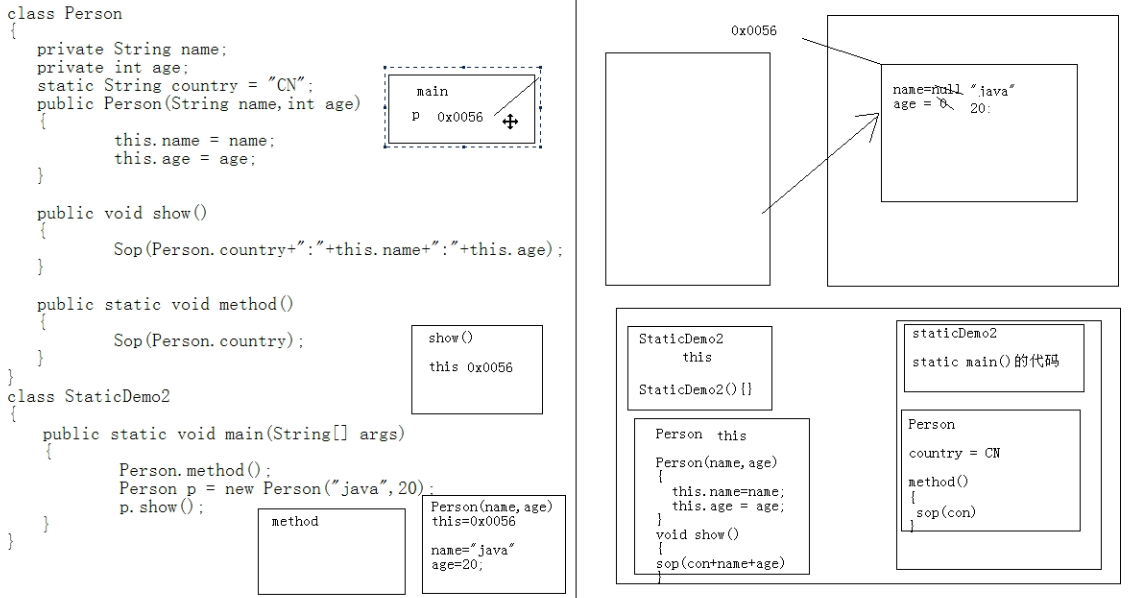 class Person
{
private String name;
private int age;
static String country = "CN";
public Person(String name,int age)
{
this.name = name;
this.age = age;
}
public void show()
{
Sop(Person.country+":"+this.name+":"+this.age);
}
public static void method()
{
Sop(Person.country);
}
}
class StaticDemo2
{
public static void main(String[] args)
{
Person.method();
Person p = new Person("java",20);
p.show();
}
}
main
p 0x0056
show()
this 0x0056
method
Person(name,age)
this=0x0056
name="java"
age=20;
0x0056
name=null "java"
age = 0 20:
StaticDemo2
this
StaticDemo2(){}
Person this
Person(name,age)
{
this.name=name;
this.age = age;
}
void show()
{
sop(con+name+age)
}
staticDemo2
static main()的代码
Person
country = CN
method()
{
sop(con)
}